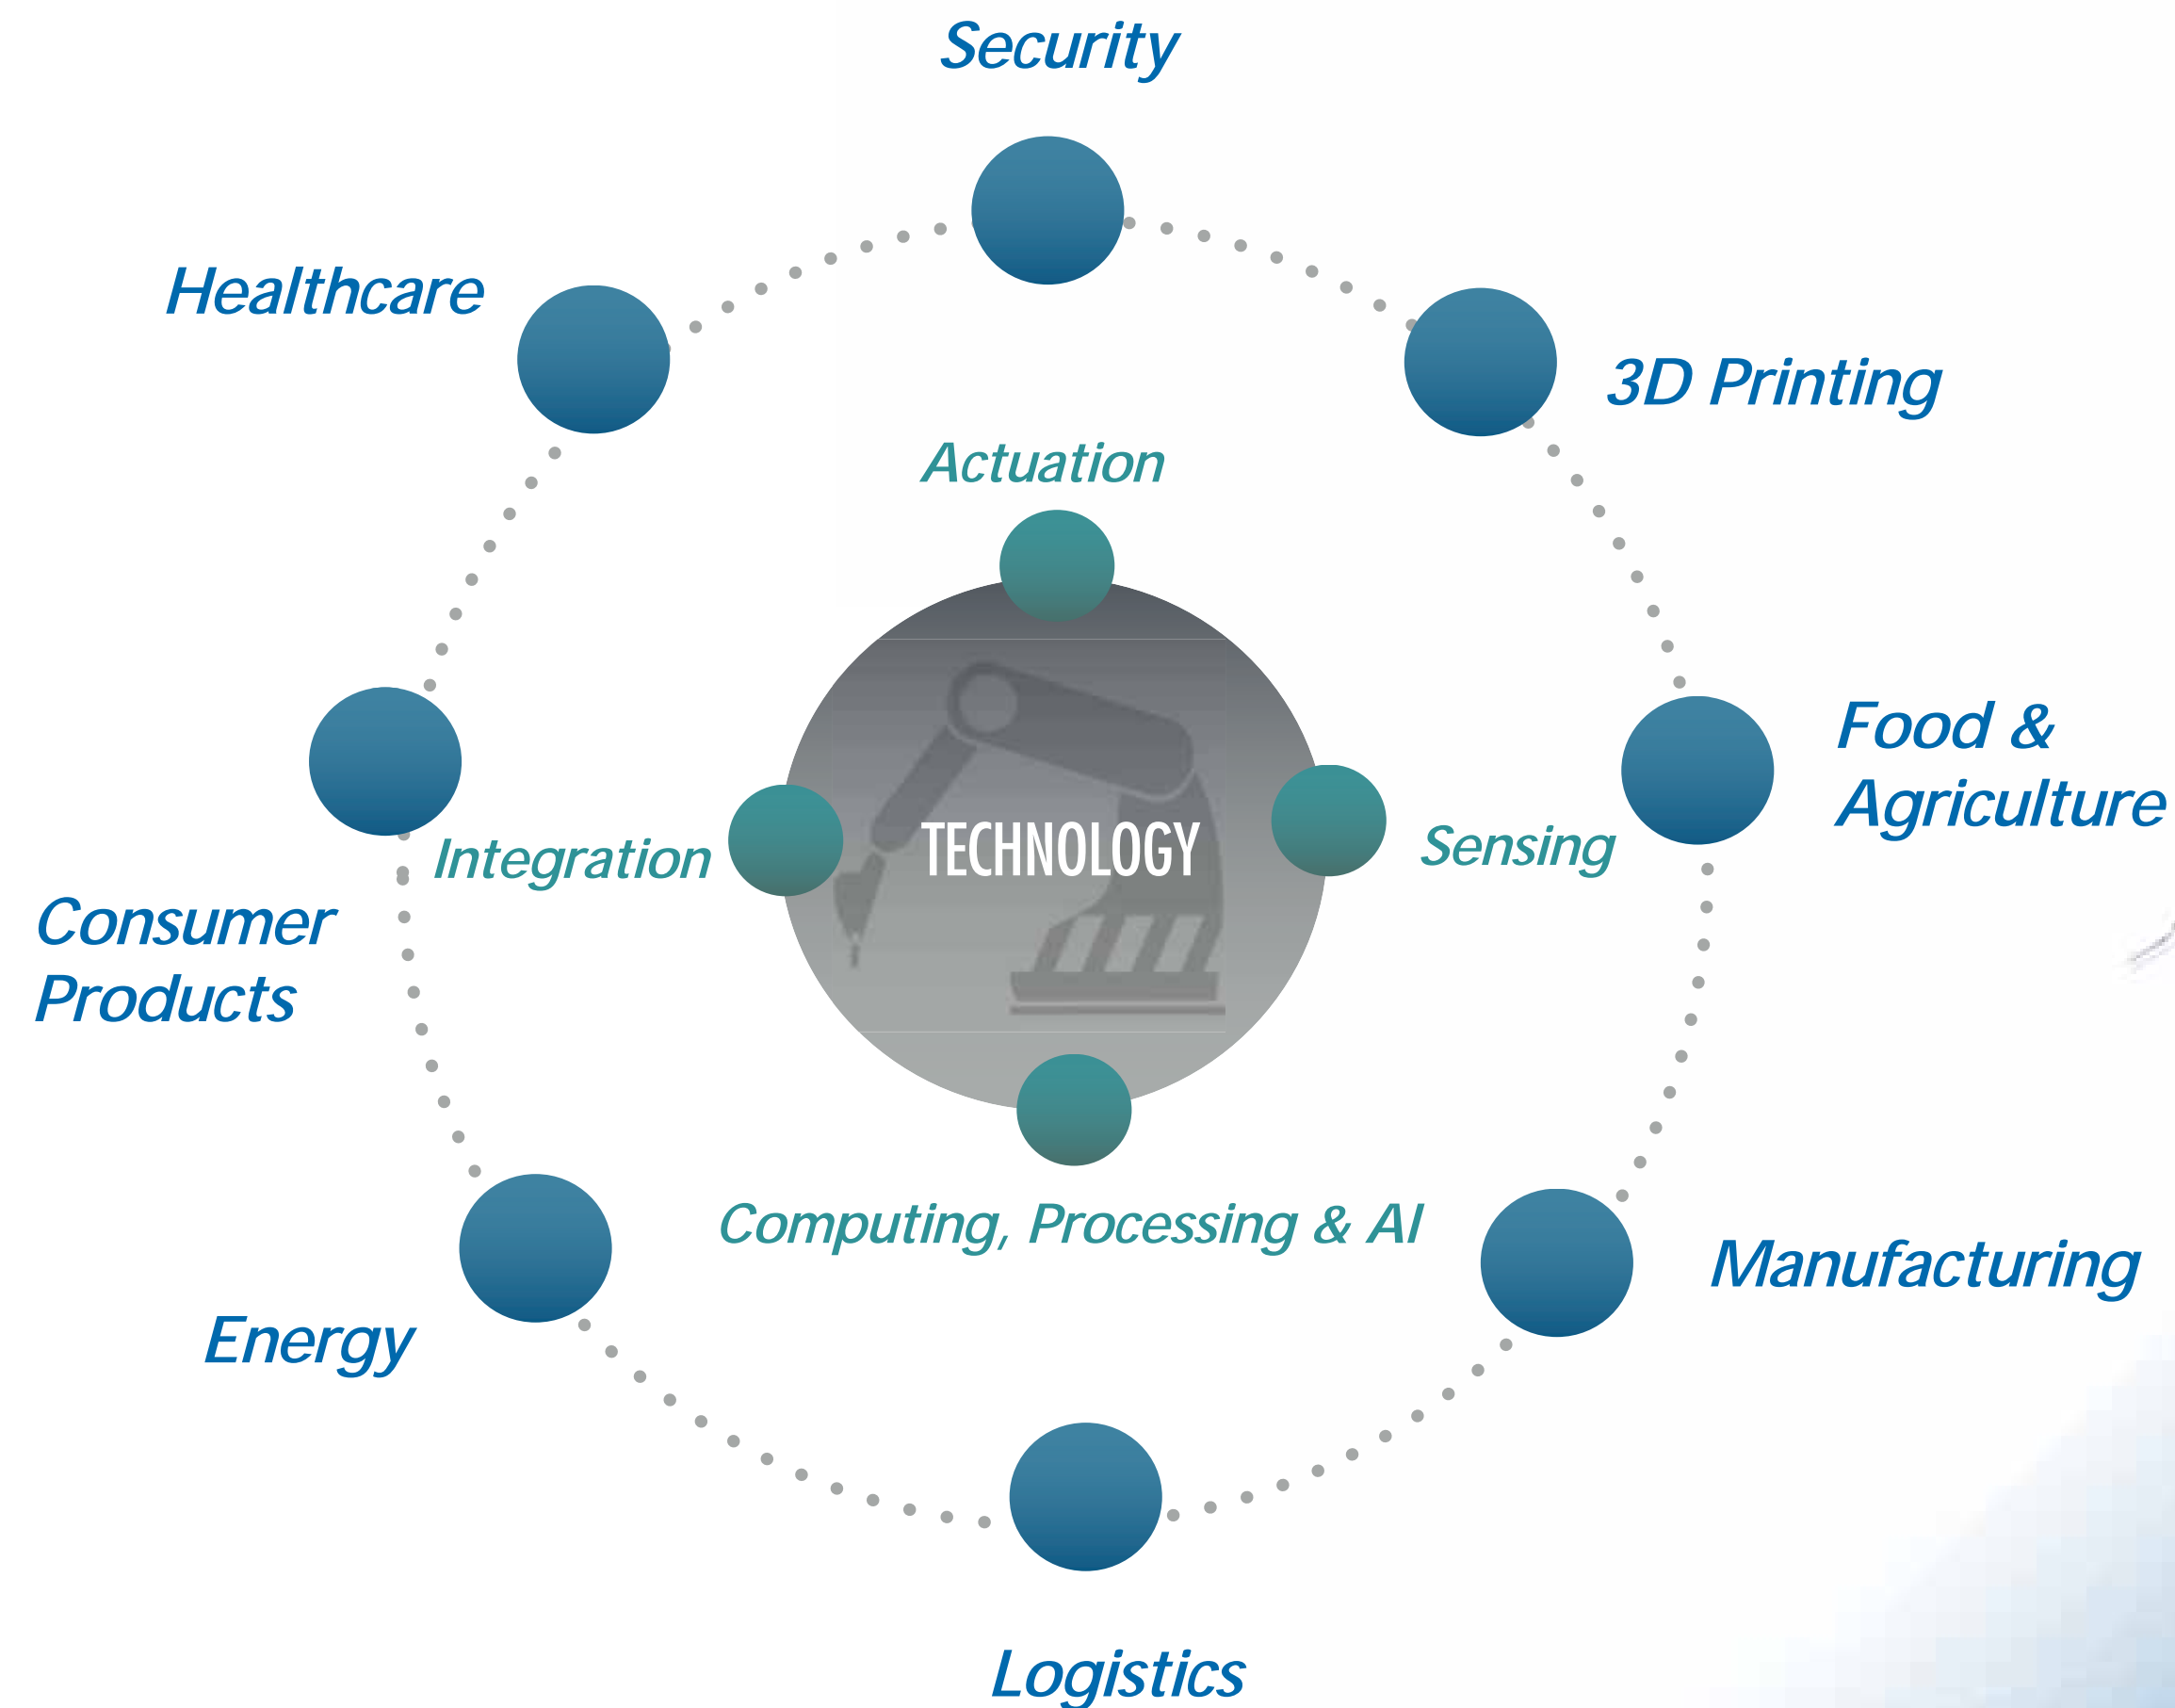 Security
Healthcare
3D Printing
Actuation
Food &
Agriculture
TECHNOLOGY
Integration
Sensing
Consumer
Products
Computing, Processing & AI
Manufacturing
Energy
Logistics